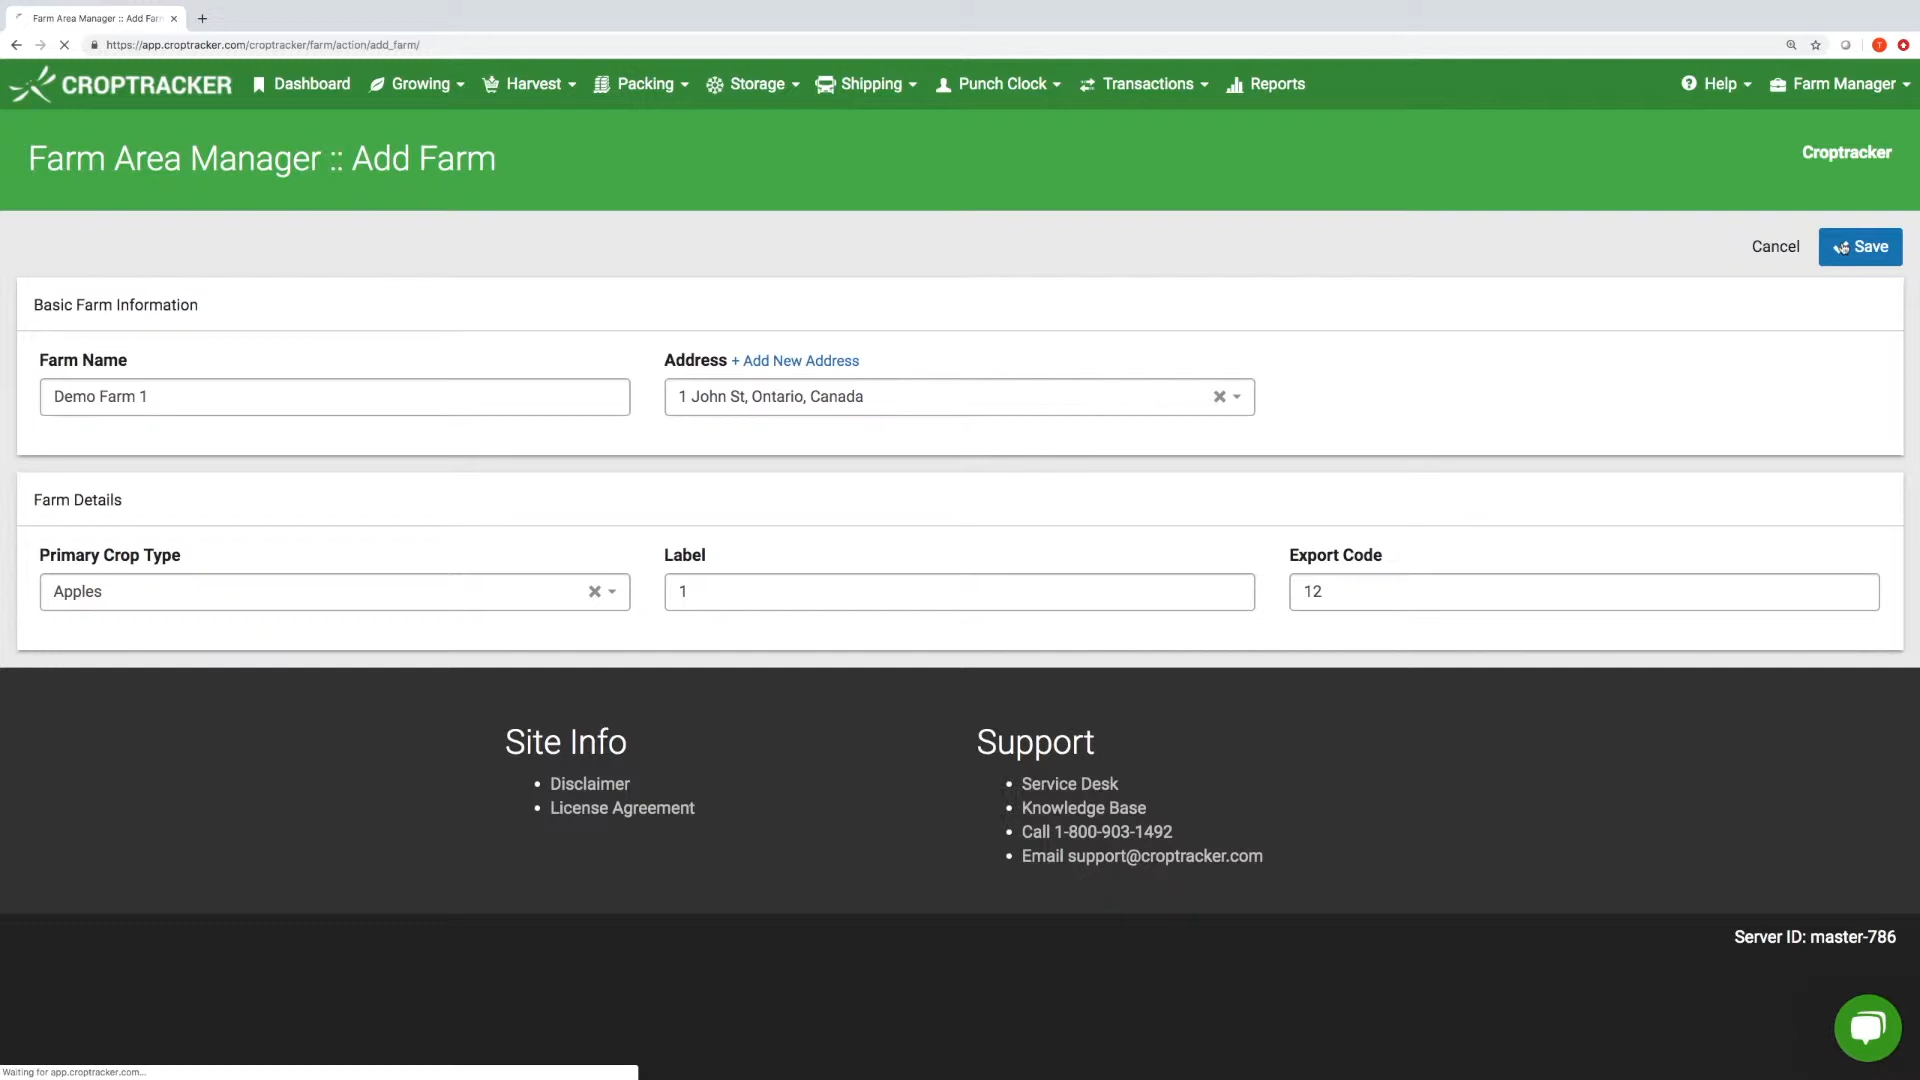 Farm Area Manager :: Add Farm
https://app.croptracker.com/croptracker/farm/action/add_farm/
T
CROPTRACKER Dashboard Growing Harvest Packing Storage Shipping Punch Clock Transactions Reports Help Farm Manager
Farm Area Manager :: Add Farm
Croptracker
Cancel Save
Basic Farm Information
Farm Name Address + Add New Address
Demo Farm 1 1 John St, Ontario, Canada
Farm Details
Primary Crop Type Label Export Code
Apples 1 12
Site Info Support
Disclaimer Service Desk
License Agreement Knowledge Base
Call 1-800-903-1492
Email support@croptracker.com
Server ID: master-786
Waiting for app.croptracker.com...